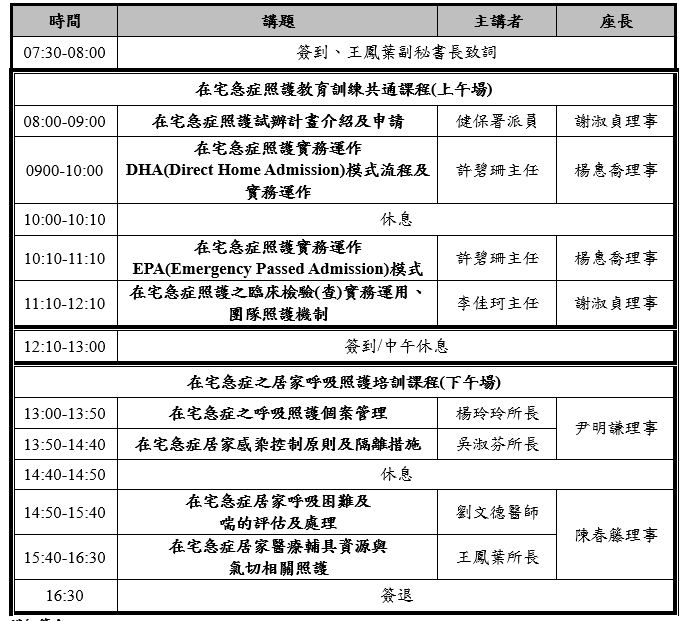 時間 講題 主講者 座長
07:30-08:00 簽到、王鳳葉副秘書長致詞
在宅急症照護教育訓練共通課程(上午場)
08:00-09:00 在宅急症照護試辦計畫介紹及申請 健保署派員 謝淑貞理事
0900-10:00 在宅急症照護實務運作
DHA(Direct Home Admission)模式流程及
實務運作 許碧珊主任 楊惠喬理事
10:00-10:10 休息
10:10-11:10 在宅急症照護實務運作
EPA(Emergency Passed Admission)模式 許碧珊主任 楊惠喬理事
11:10-12:10 在宅急症照護之臨床檢驗(查)實務運用、
團隊照護機制 李佳珂主任 謝淑貞理事
12:10-13:00 簽到/中午休息
在宅急症之居家呼吸照護培訓課程(下午場)
13:00-13:50 在宅急症之呼吸照護個案管理 楊玲玲所長 尹明謙理事
13:50-14:40 在宅急症居家感染控制原則及隔離措施 吳淑芬所長
14:40-14:50 休息
14:50-15:40 在宅急症居家呼吸困難及
喘的評估及處理 劉文德醫師 陳春籐理事
15:40-16:30 在宅急症居家醫療輔具資源與
氣切相關照護 王鳳葉所長
16:30 簽退